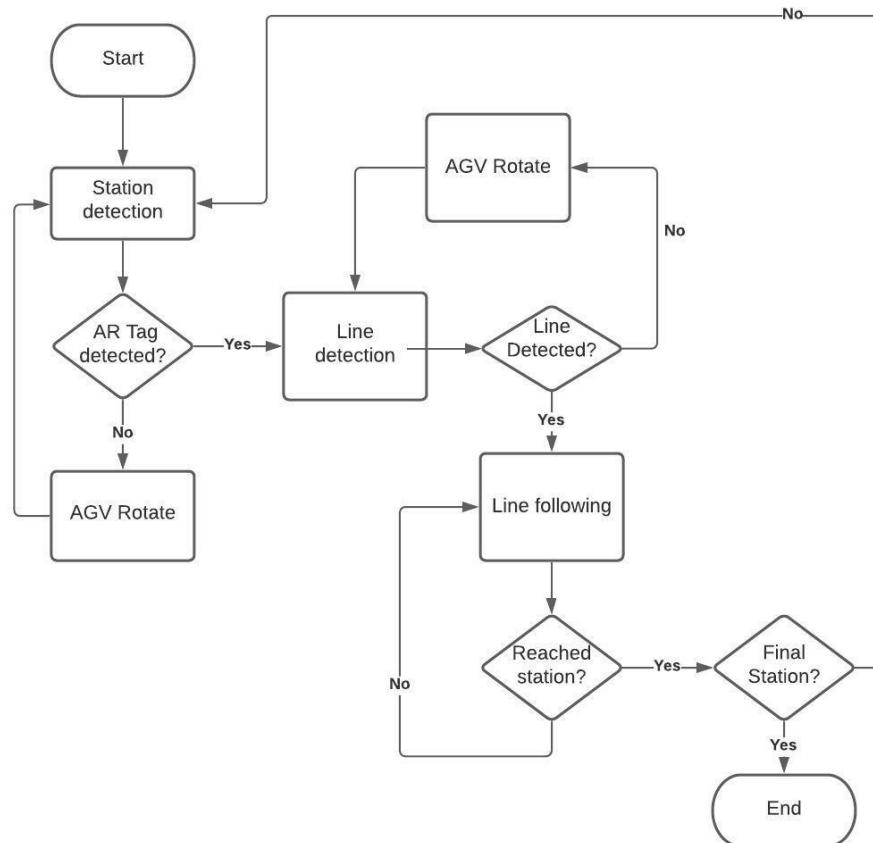 No
Start
AGV Rotate
Station
detection
No
AR Tag
detected?
Yes
Line
detection
Line
Detected?
No
Yes
AGV Rotate
Line following
Reached
station?
No
Yes
Final
Station?
Yes
End